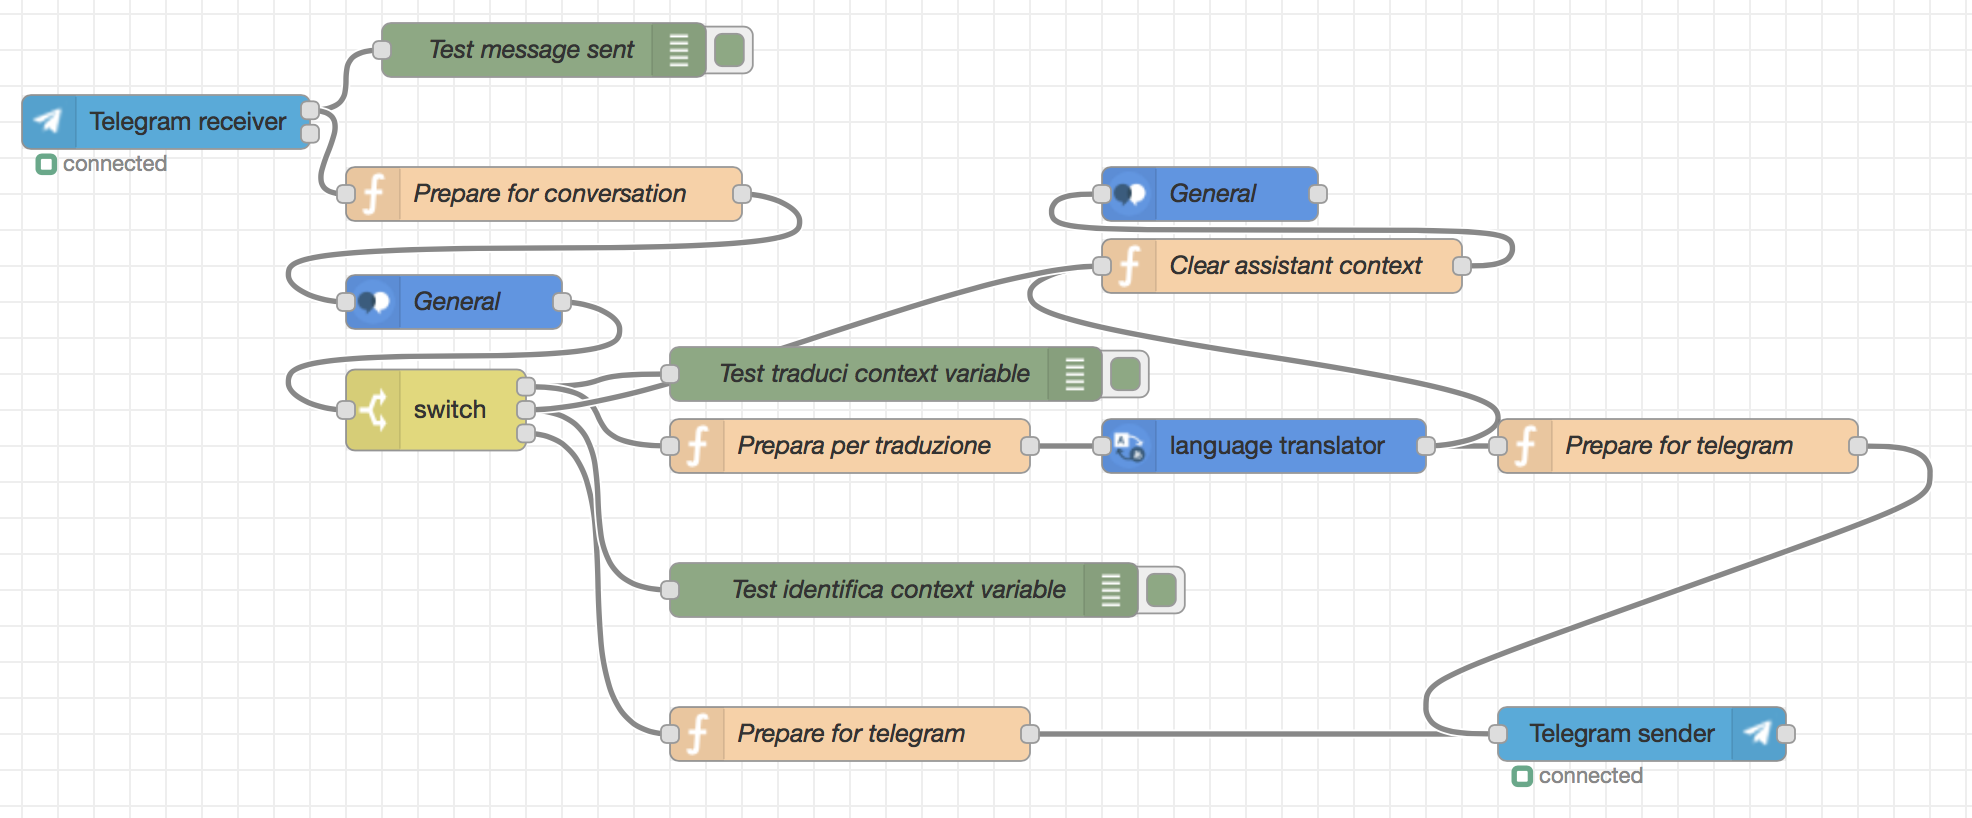 Test message sent
Telegram receiver
connected
Prepare for conversation
General
General
Clear assistant context
Test traduci context variable
switch
Prepara per traduzione
language translator
Prepare for telegram
Test identifica context variable
Prepare for telegram
Telegram sender
connected